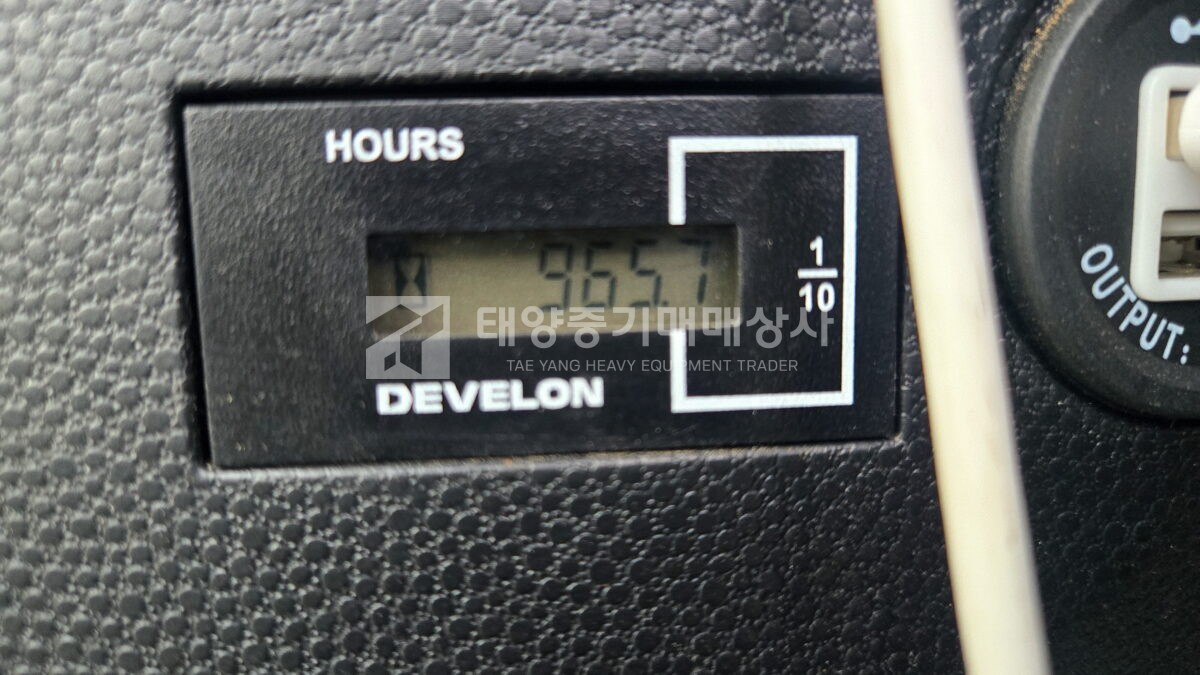 HOURS
965.7
1
10
태양중기매매상사
TAE YANG HEAVY EQUIPMENT TRADER
DEVELON
OUTPUT: